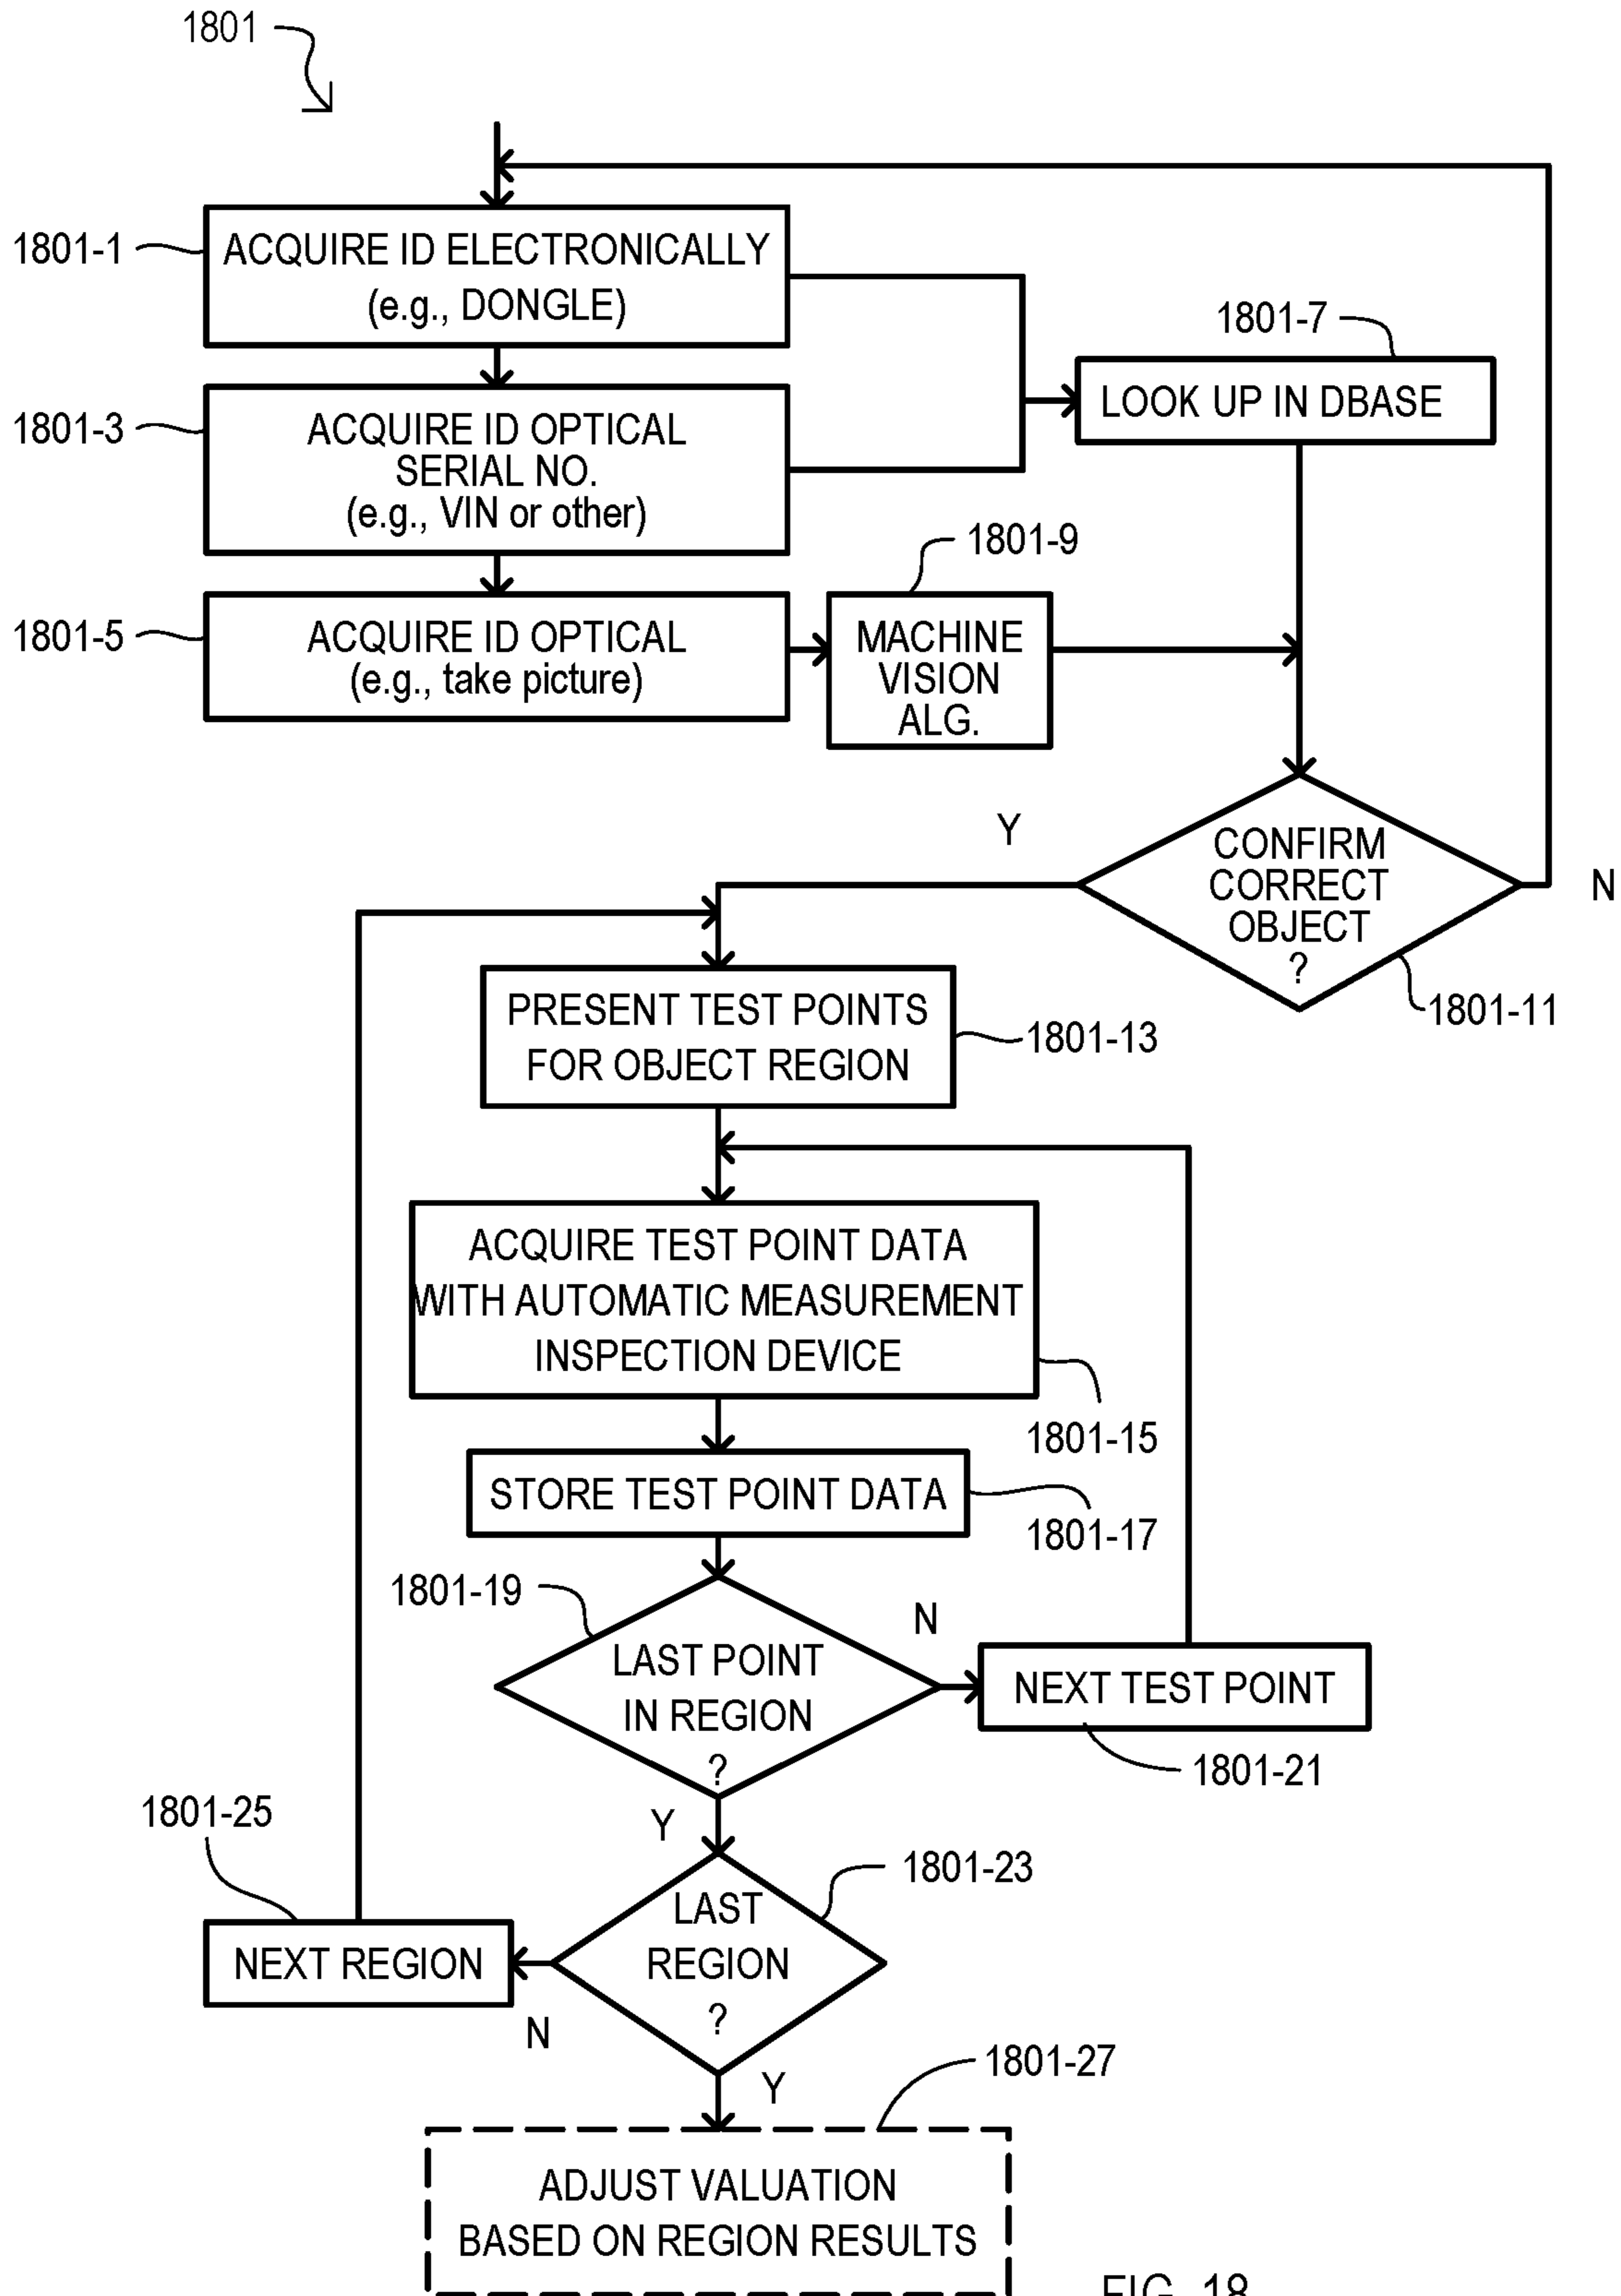 1801
1801-1
ACQUIRE ID ELECTRONICALLY
(e.g., DONGLE)
1801-3
ACQUIRE ID OPTICAL
SERIAL NO.
(e.g., VIN or other)
1801-7
LOOK UP IN DBASE
1801-5
ACQUIRE ID OPTICAL
(e.g., take picture)
1801-9
MACHINE
VISION
ALG.
Y
CONFIRM
CORRECT
OBJECT
?
N
1801-11
PRESENT TEST POINTS
FOR OBJECT REGION
1801-13
ACQUIRE TEST POINT DATA
WITH AUTOMATIC MEASUREMENT
INSPECTION DEVICE
1801-15
STORE TEST POINT DATA
1801-17
1801-19
LAST POINT
IN REGION
?
N
NEXT TEST POINT
1801-21
Y
1801-25
NEXT REGION
1801-23
LAST
REGION
?
N
Y
1801-27
ADJUST VALUATION
BASED ON REGION RESULTS
FIG. 18